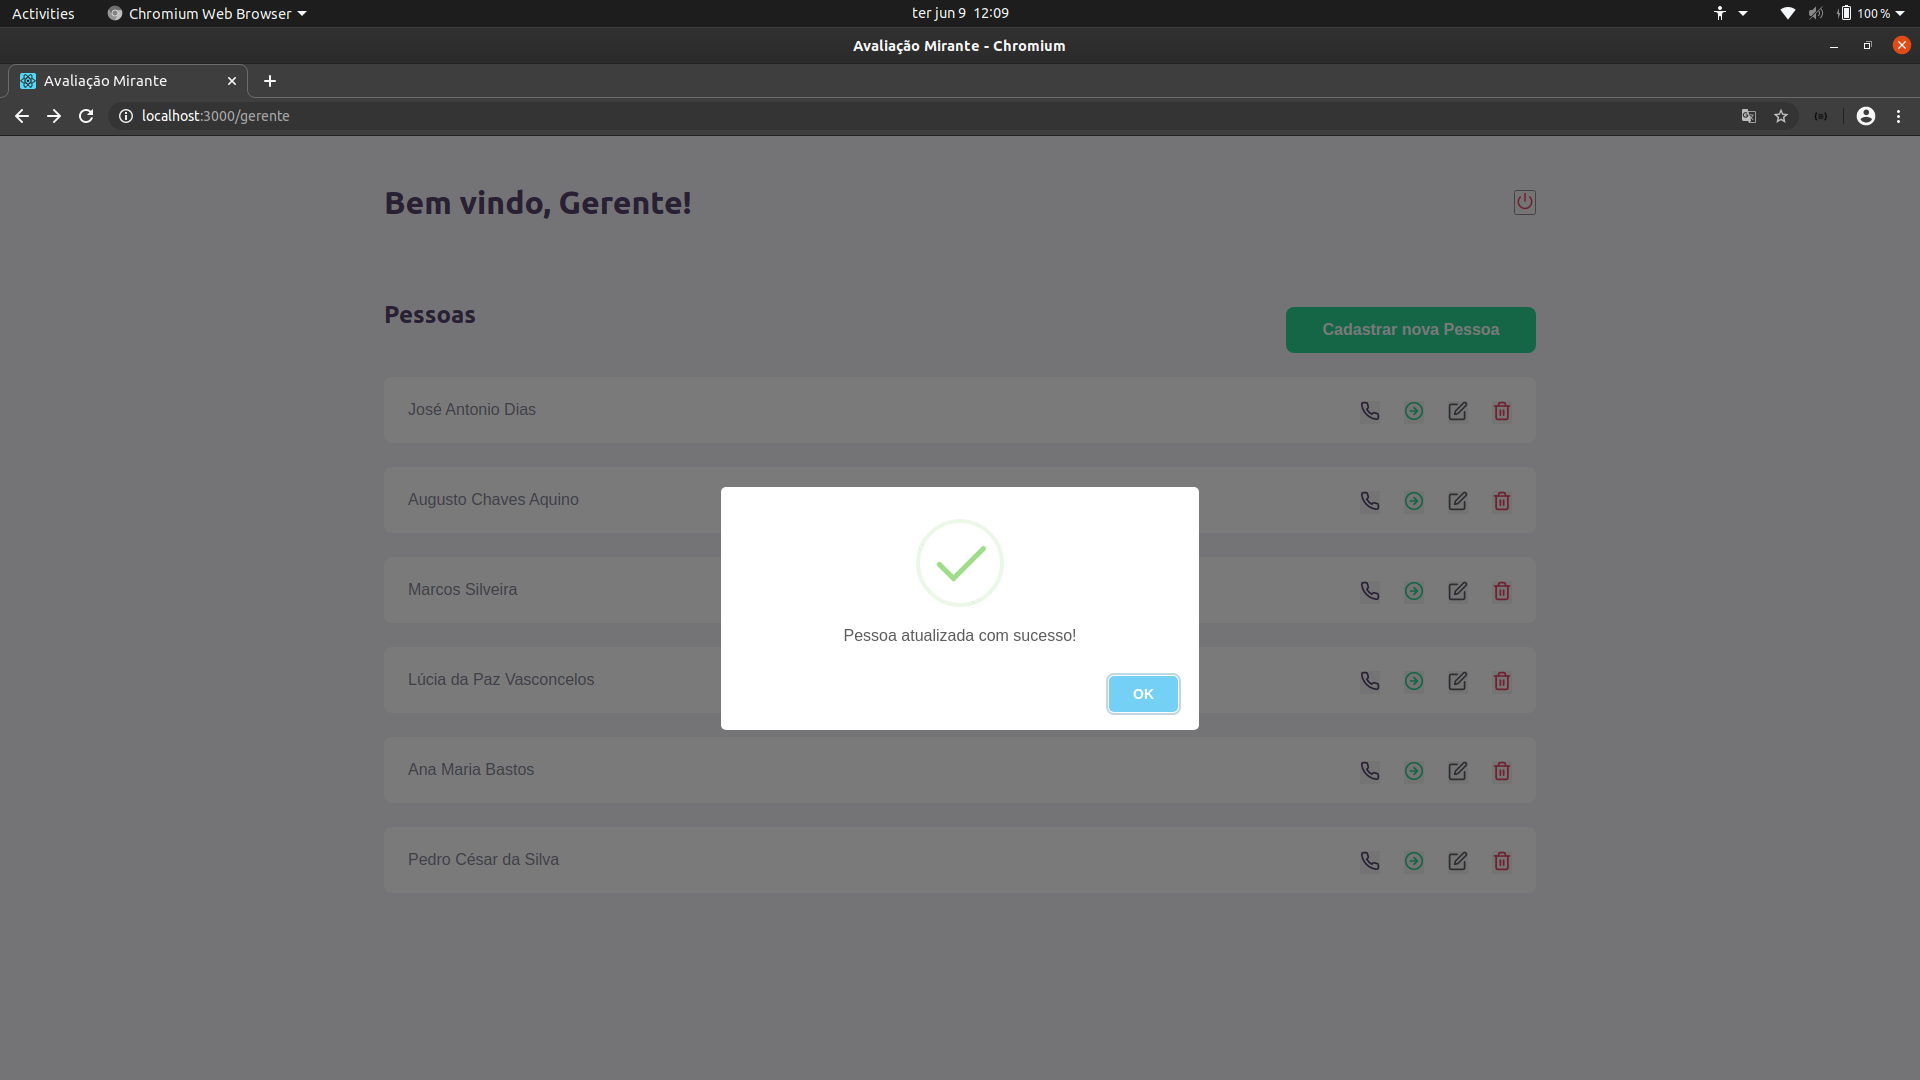 Activities
Chromium Web Browser
ter jun 9 12:09
100 %
Avaliação Mirante - Chromium
Avaliação Mirante
localhost:3000/gerente
Bem vindo, Gerente!
Pessoas
Cadastrar nova Pessoa
José Antonio Dias
Augusto Chaves Aquino
Marcos Silveira
Lúcia da Paz Vasconcelos
Ana Maria Bastos
Pedro César da Silva
Pessoa atualizada com sucesso!
OK